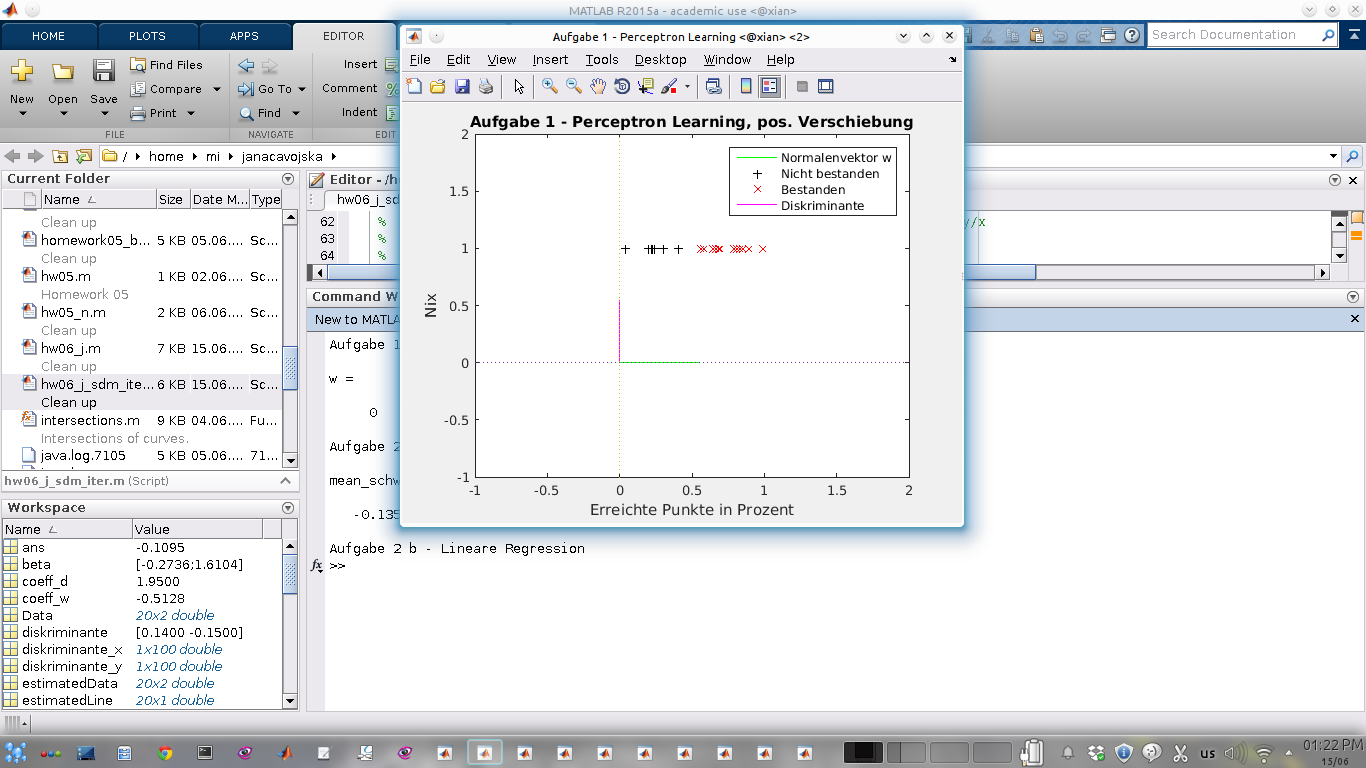 MATLAB R2015a - academic use <@xian>
HOME PLOTS APPS EDITOR
Search Documentation
New Open Save
Find Files
Compare
Print
FILE
Go To
Find
NAVIGATE
Insert
Comment
Indent
EDIT
/ home mi janacavojska
Current Folder
Name Size Date M... Type
Clean up
homework05_b... 5 KB 05.06.... Sc...
Clean up
hw05.m 1 KB 02.06.... Sc...
Homework 05
hw05_n.m 2 KB 06.06.... Sc...
Clean up
hw06_j.m 7 KB 15.06.... Sc...
Clean up
hw06_j_sdm_ite... 6 KB 15.06.... Sc...
Clean up
intersections.m 9 KB 04.06.... Fu...
Intersections of curves.
java.log.7105 5 KB 05.06.... 71...
hw06_j_sdm_iter.m (Script)
Workspace
Name Value
ans -0.1095
beta [-0.2736;1.6104]
coeff_d 1.9500
coeff_w -0.5128
Data 20x2 double
diskriminante [0.1400 -0.1500]
diskriminante_x 1x100 double
diskriminante_y 1x100 double
estimatedData 20x2 double
estimatedLine 20x1 double
Editor - /h
hw06_j_sd
62 %
63 %
64 %
y/x
Command W
New to MATLA
Aufgabe 1
w =
0
Aufgabe 2
mean_schw
-0.135
Aufgabe 2 b - Lineare Regression
fx >>
Aufgabe 1 - Perceptron Learning <@xian> <2>
File Edit View Insert Tools Desktop Window Help
Aufgabe 1 - Perceptron Learning, pos. Verschiebung
2
1.5
1
0.5
0
-0.5
-1
Nix
-1 -0.5 0 0.5 1 1.5 2
Erreichte Punkte in Prozent
Normalenvektor w
Nicht bestanden
Bestanden
Diskriminante
us
01:22 PM
15/06